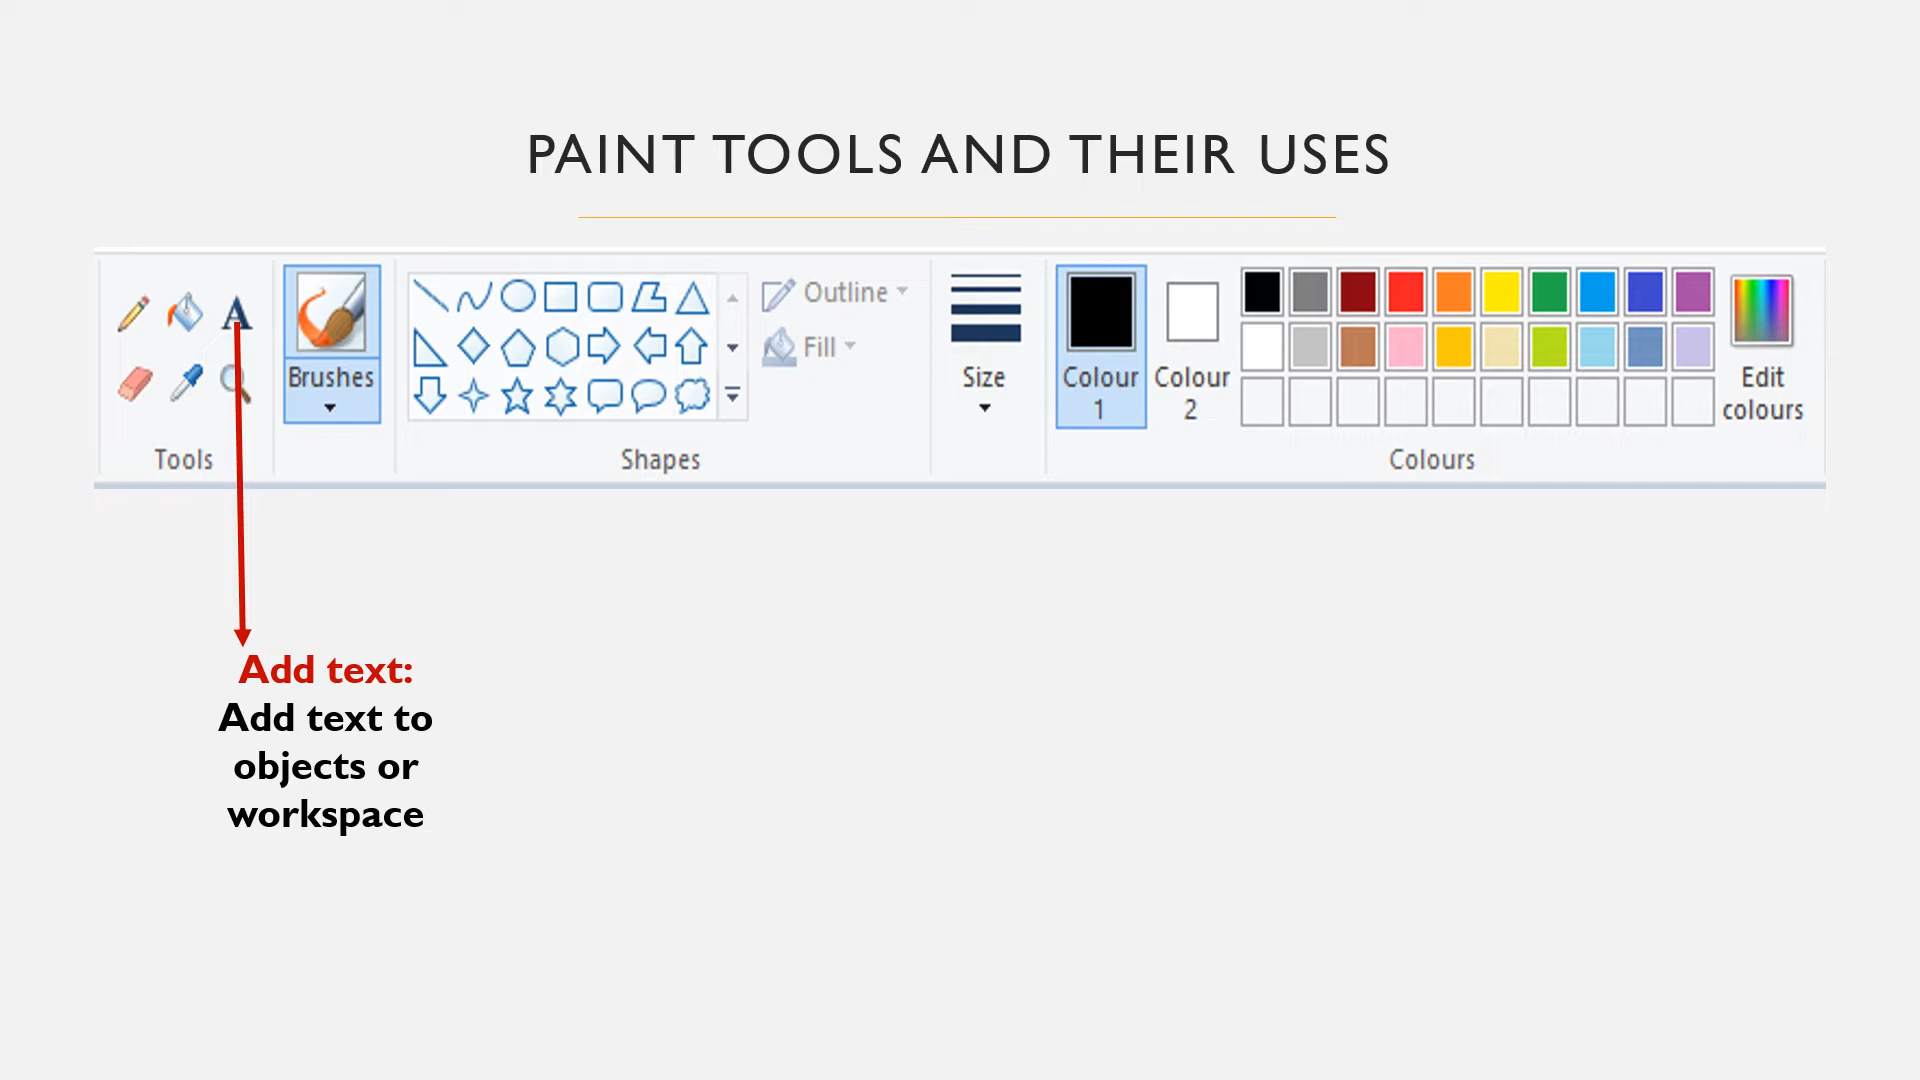 PAINT TOOLS AND THEIR USES
A
Brushes
Outline
Fill
Size
Colour
1
Colour
2
Edit
colours
Tools
Shapes
Colours
Add text:
Add text to
objects or
workspace